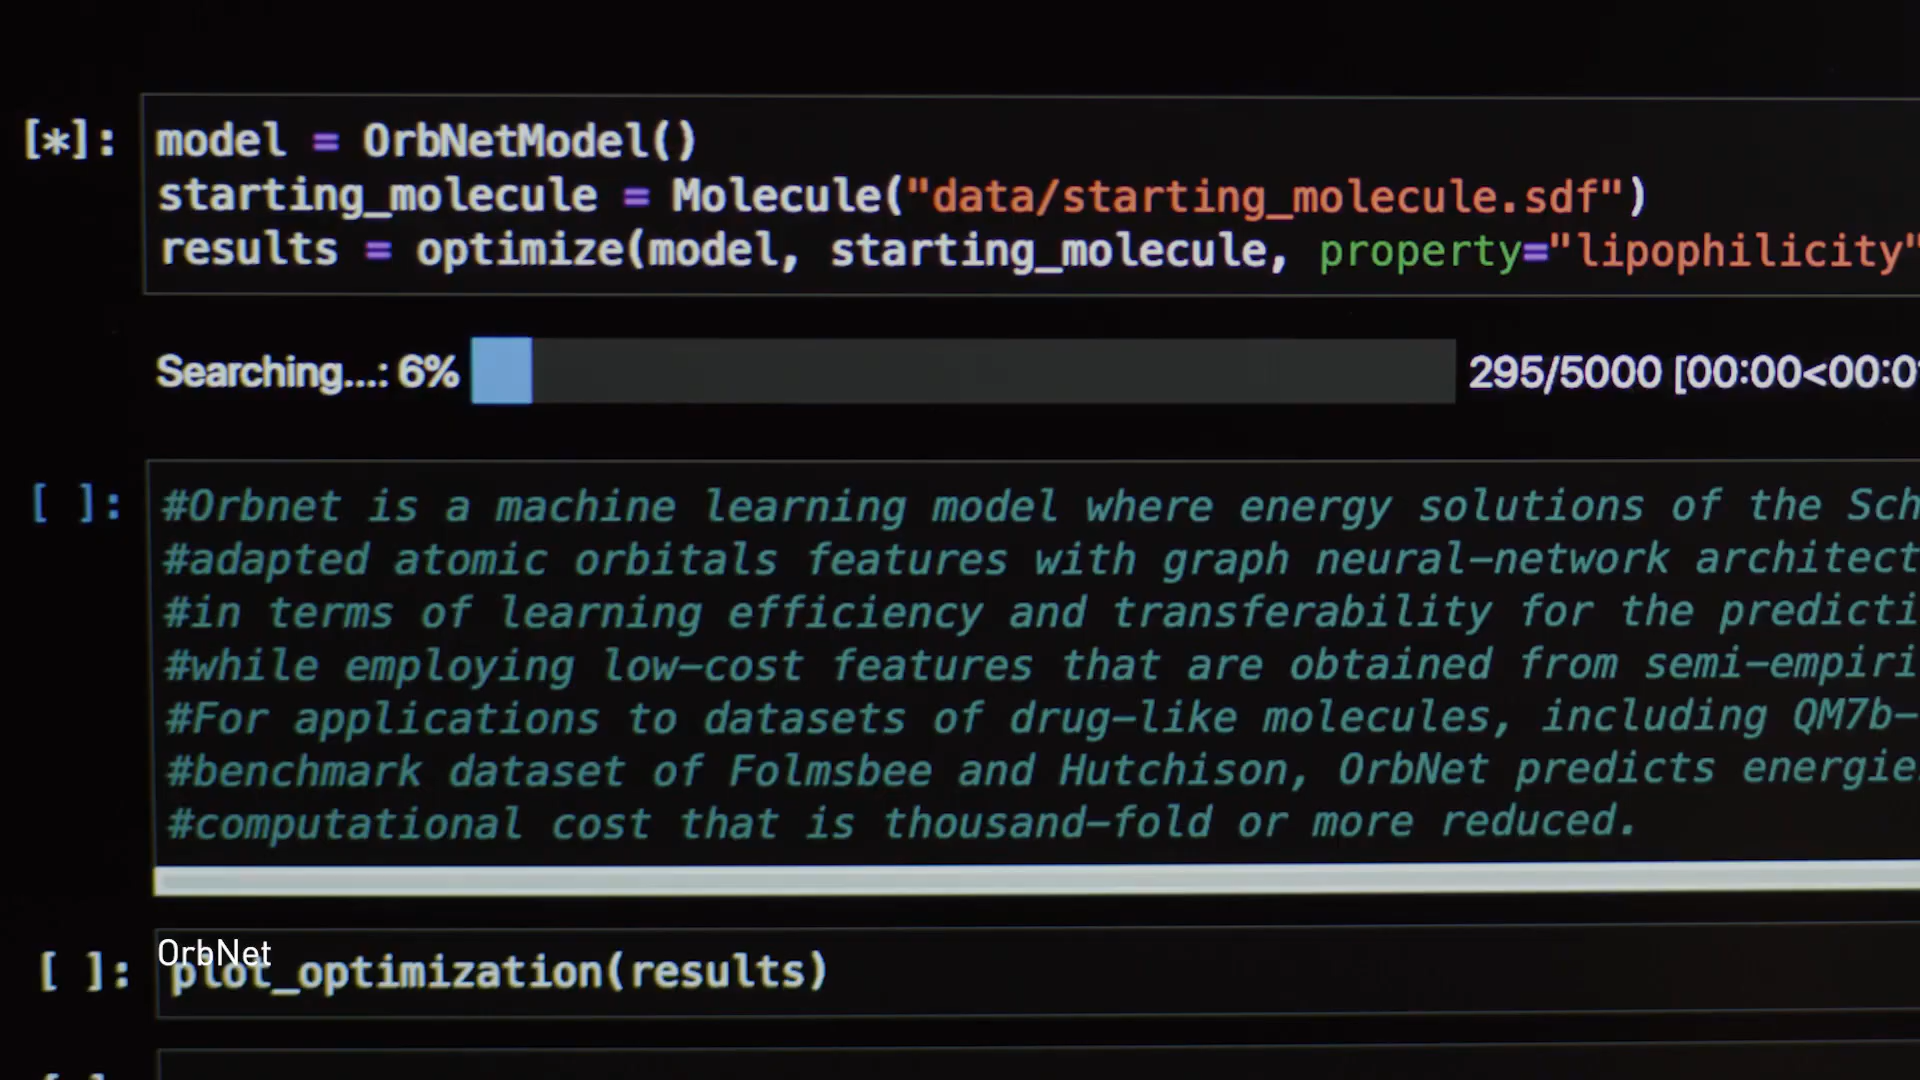 [*]: model = OrbNetModel()
starting_molecule = Molecule("data/starting_molecule.sdf")
results = optimize(model, starting_molecule, property="lipophilicity"
Searching...: 6% 295/5000 [00:00<00:0
[ ]: #Orbnet is a machine learning model where energy solutions of the Sch
#adapted atomic orbitals features with graph neural-network architect
#in terms of learning efficiency and transferability for the predicti
#while employing low-cost features that are obtained from semi-empiri
#For applications to datasets of drug-like molecules, including QM7b-
#benchmark dataset of Folmsbee and Hutchison, OrbNet predicts energie
#computational cost that is thousand-fold or more reduced.
OrbNet
[ ]: plot_optimization(results)